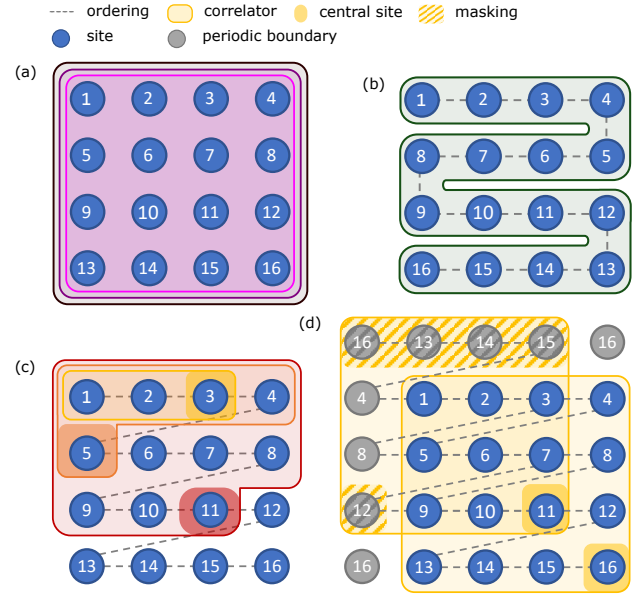 ordering correlator central site masking
site periodic boundary
(a)
1 2 3 4
5 6 7 8
9 10 11 12
13 14 15 16
(b)
1 2 3 4
8 7 6 5
9 10 11 12
16 15 14 13
(c)
1 2 3 4
5 6 7 8
9 10 11 12
13 14 15 16
(d)
16 13 14 15 16
4 1 2 3 4
8 5 6 7 8
12 9 10 11 12
16 13 14 15 16